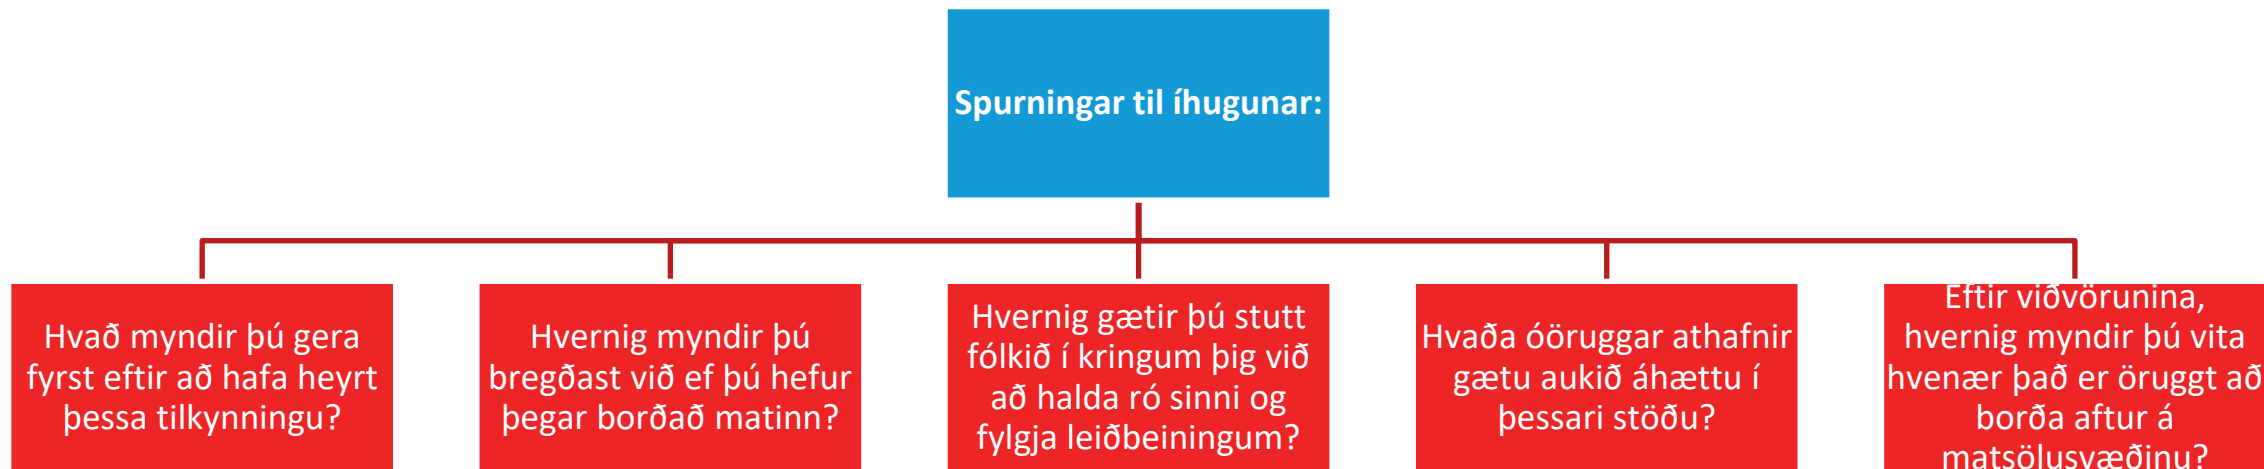 Spurningar til íhugunar:
Hvað myndir þú gera
fyrst eftir að hafa heyrt
þessa tilkynningu?
Hvernig myndir þú
bregðast við ef þú hefur
þegar borðað matinn?
Hvernig gætir þú stutt
fólkið í kringum þig við
að halda ró sinni og
fylgja leiðbeiningum?
Hvaða óöruggar athafnir
gætu aukið áhættu í
þessari stöðu?
Eftir viðvörunina,
hvernig myndir þú vita
hvenær það er öruggt að
borða aftur á
matsölusvæðinu?